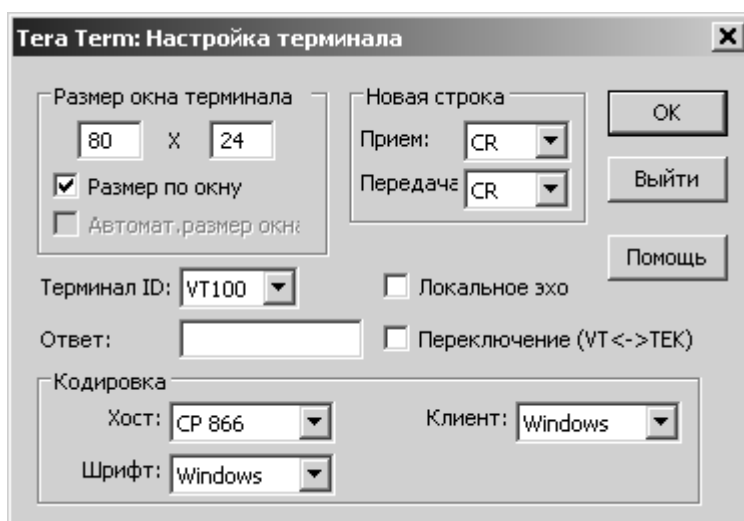 Tera Term: Настройка терминала
Размер окна терминала
80 X 24
Размер по окну
Автомат.размер окна
Новая строка
Прием: CR
Передача CR
OK
Выйти
Помощь
Терминал ID: VT100
Локальное эхо
Ответ:
Переключение (VT<->TEK)
Кодировка
Хост: CP 866
Клиент: Windows
Шрифт: Windows